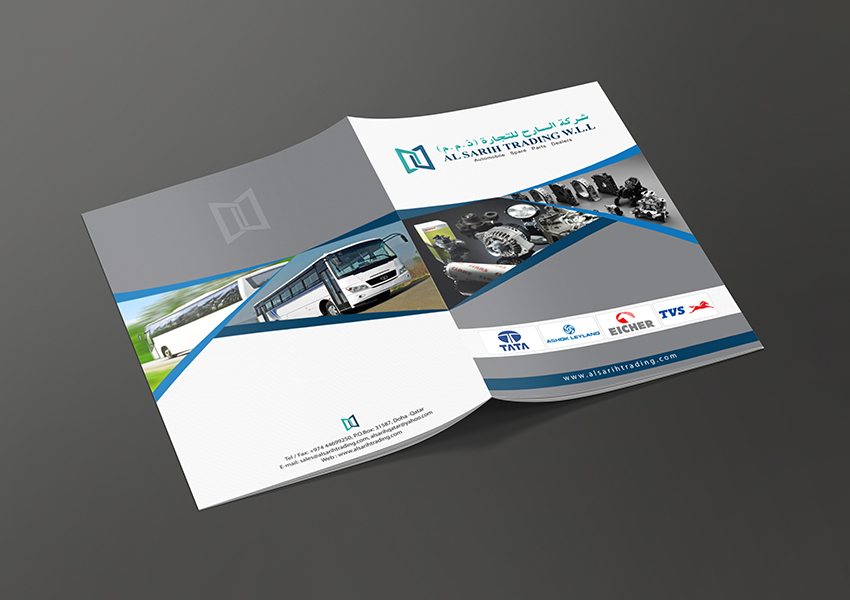 شركة السارح للتجارة (ذ.م.م)
AL SARIH TRADING W.L.L
Automobile Spare Parts Dealers
TATA
ASHOK LEYLAND
EICHER
TVS
www.alsarihtrading.com
Tel / Fax: +974 44699250, P.O.Box: 31587, Doha -Qatar
E-mail: sales@alsarihtrading.com, alsarihqatar@yahoo.com
Web : www.alsarihtrading.com